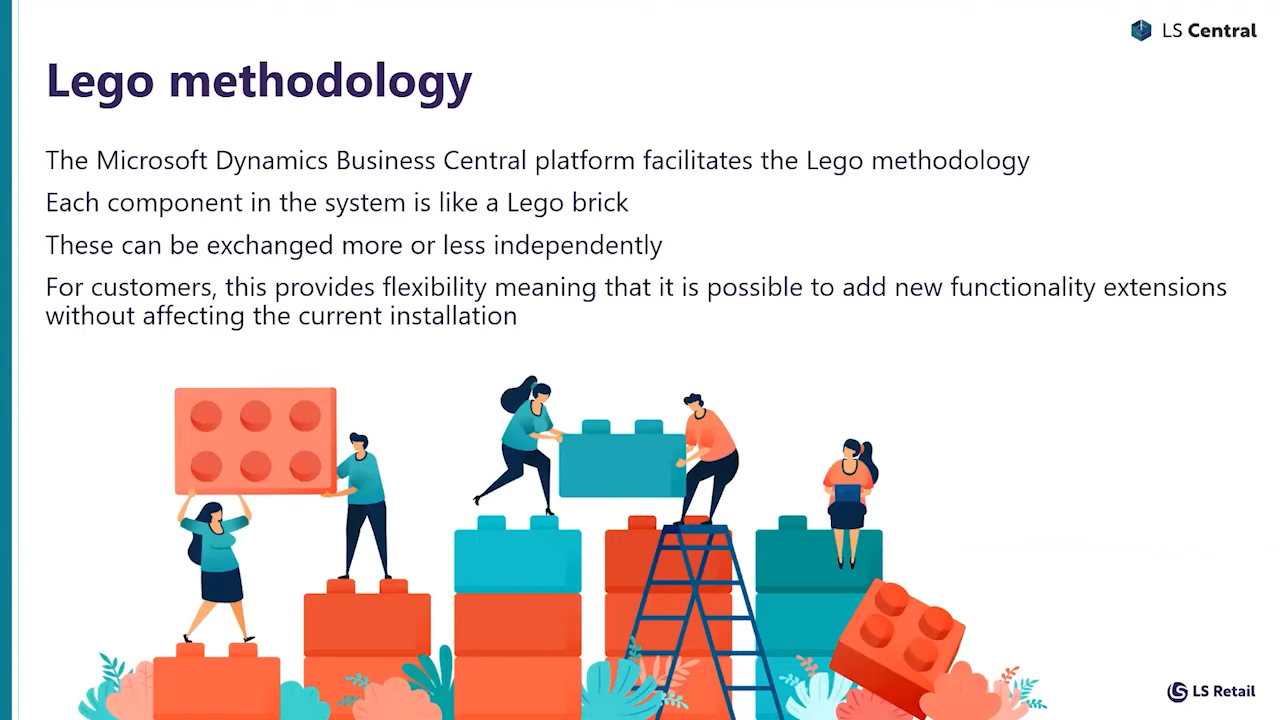 LS Central
Lego methodology
The Microsoft Dynamics Business Central platform facilitates the Lego methodology
Each component in the system is like a Lego brick
These can be exchanged more or less independently
For customers, this provides flexibility meaning that it is possible to add new functionality extensions
without affecting the current installation
LS Retail